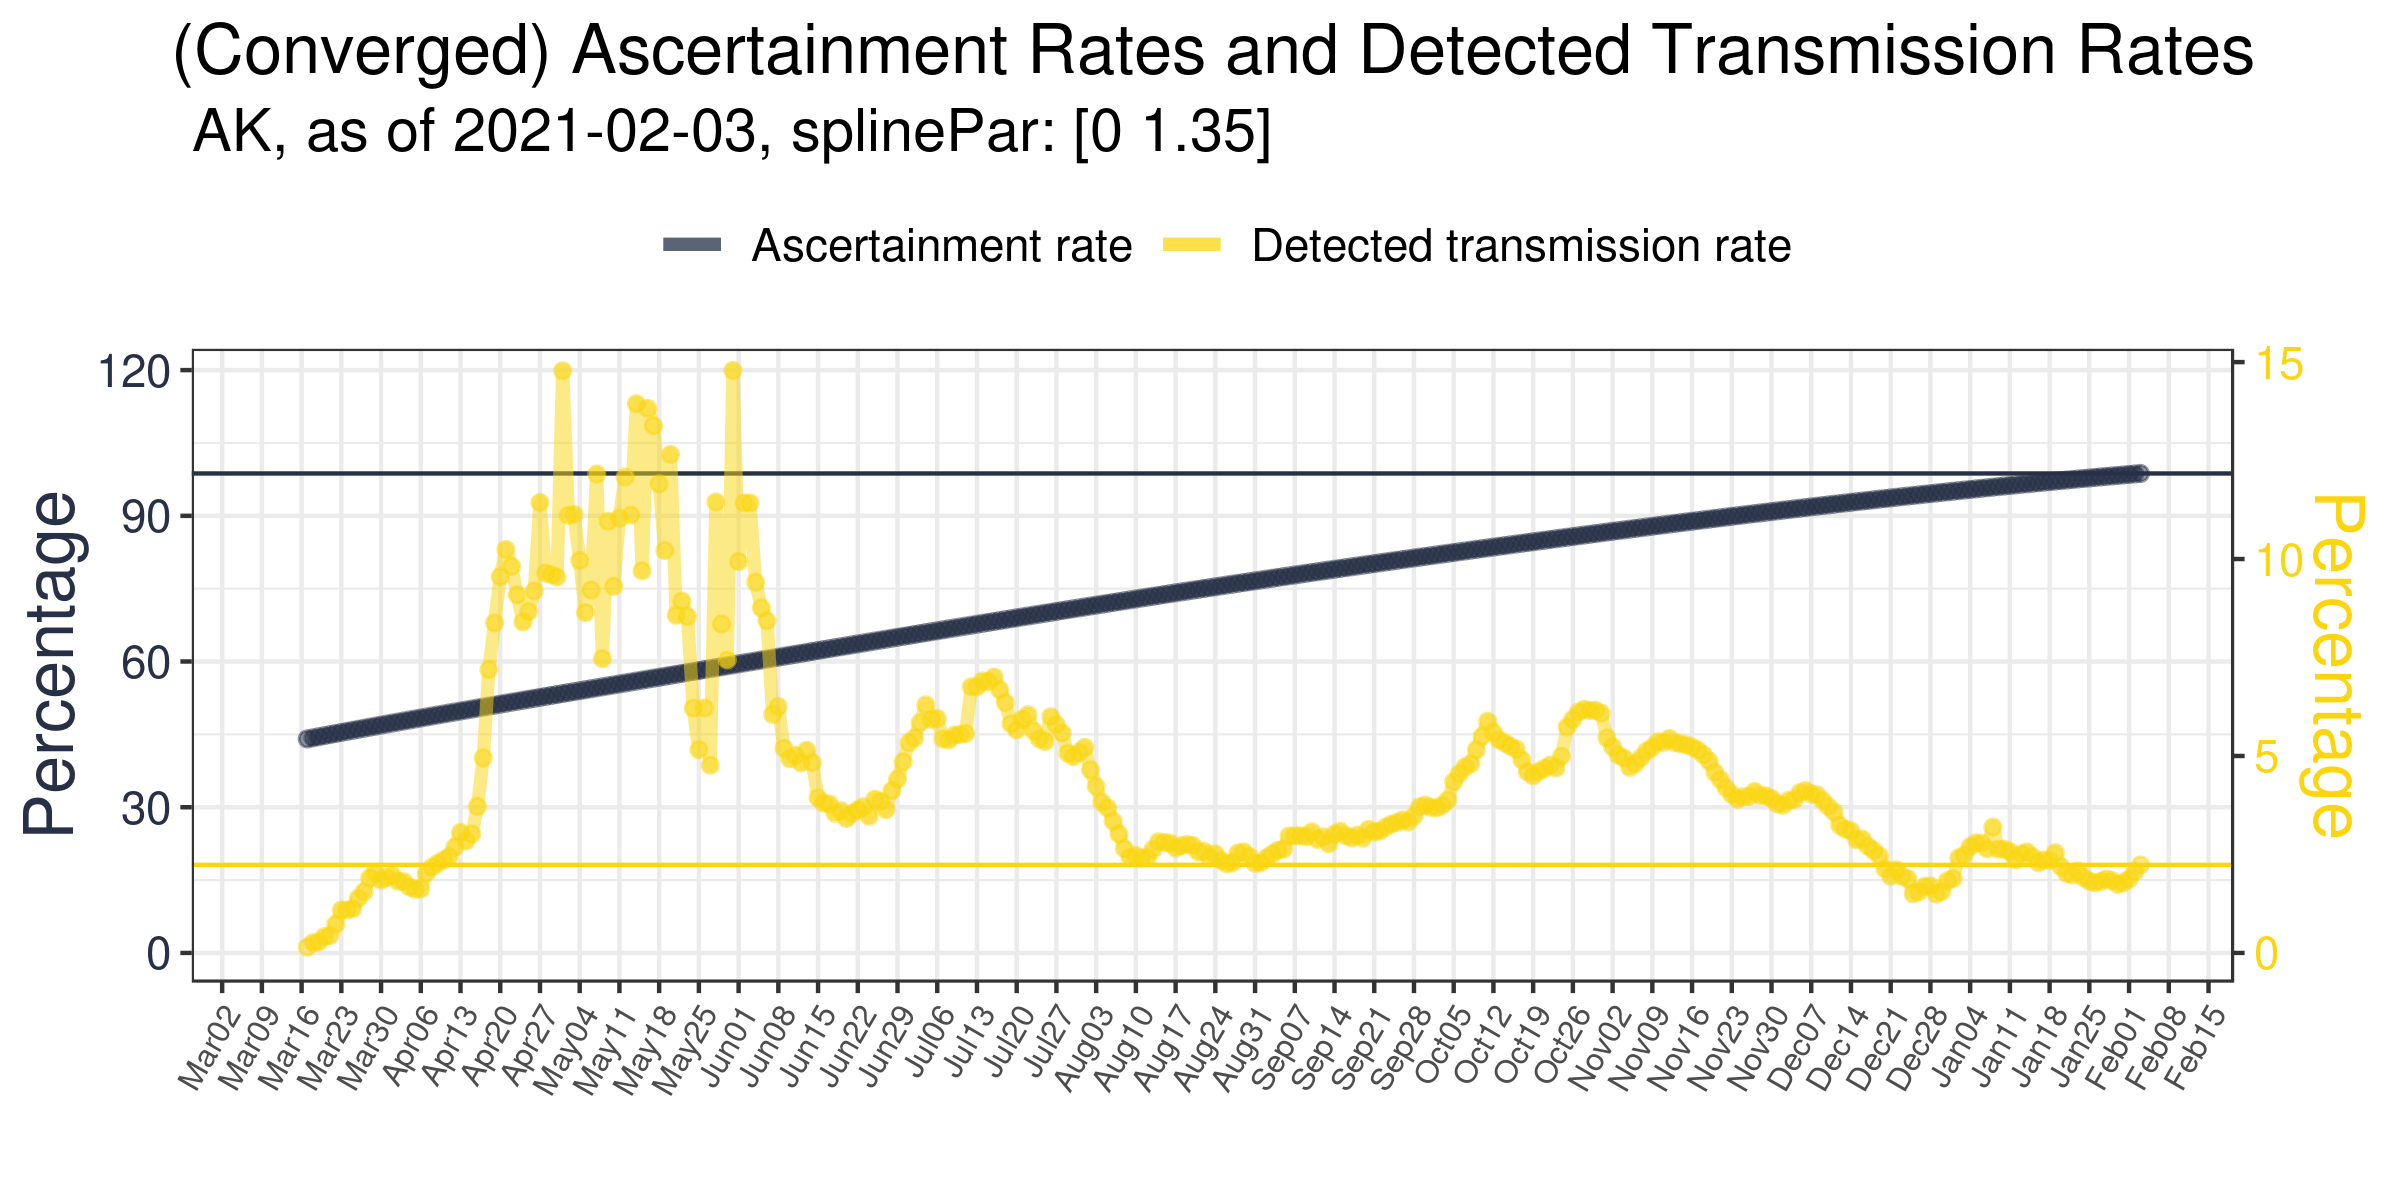 (Converged) Ascertainment Rates and Detected Transmission Rates
AK, as of 2021-02-03, splinePar: [0 1.35]
Ascertainment rate
Detected transmission rate
Percentage
120
90
60
30
0
15
10
5
0
Percentage
Mar02
Mar09
Mar16
Mar23
Mar30
Apr06
Apr13
Apr20
Apr27
May04
May11
May18
May25
Jun01
Jun08
Jun15
Jun22
Jun29
Jul06
Jul13
Jul20
Jul27
Aug03
Aug10
Aug17
Aug24
Aug31
Sep07
Sep14
Sep21
Sep28
Oct05
Oct12
Oct19
Oct26
Nov02
Nov09
Nov16
Nov23
Nov30
Dec07
Dec14
Dec21
Dec28
Jan04
Jan11
Jan18
Jan25
Feb01
Feb08
Feb15